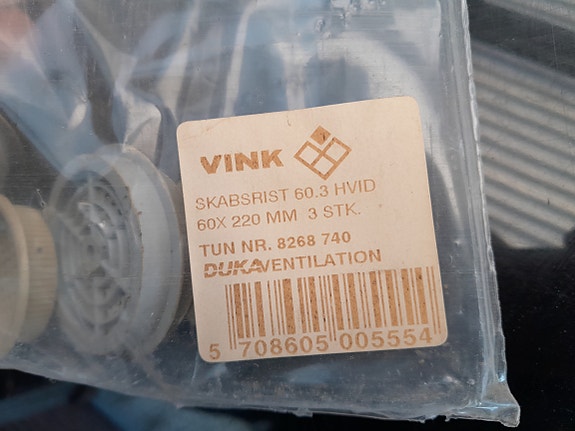 VINK
SKABSRIST 60.3 HVID
60X 220 MM 3 STK.
TUN NR. 8268 740
DUKAVENTILATION
5 708605 005554